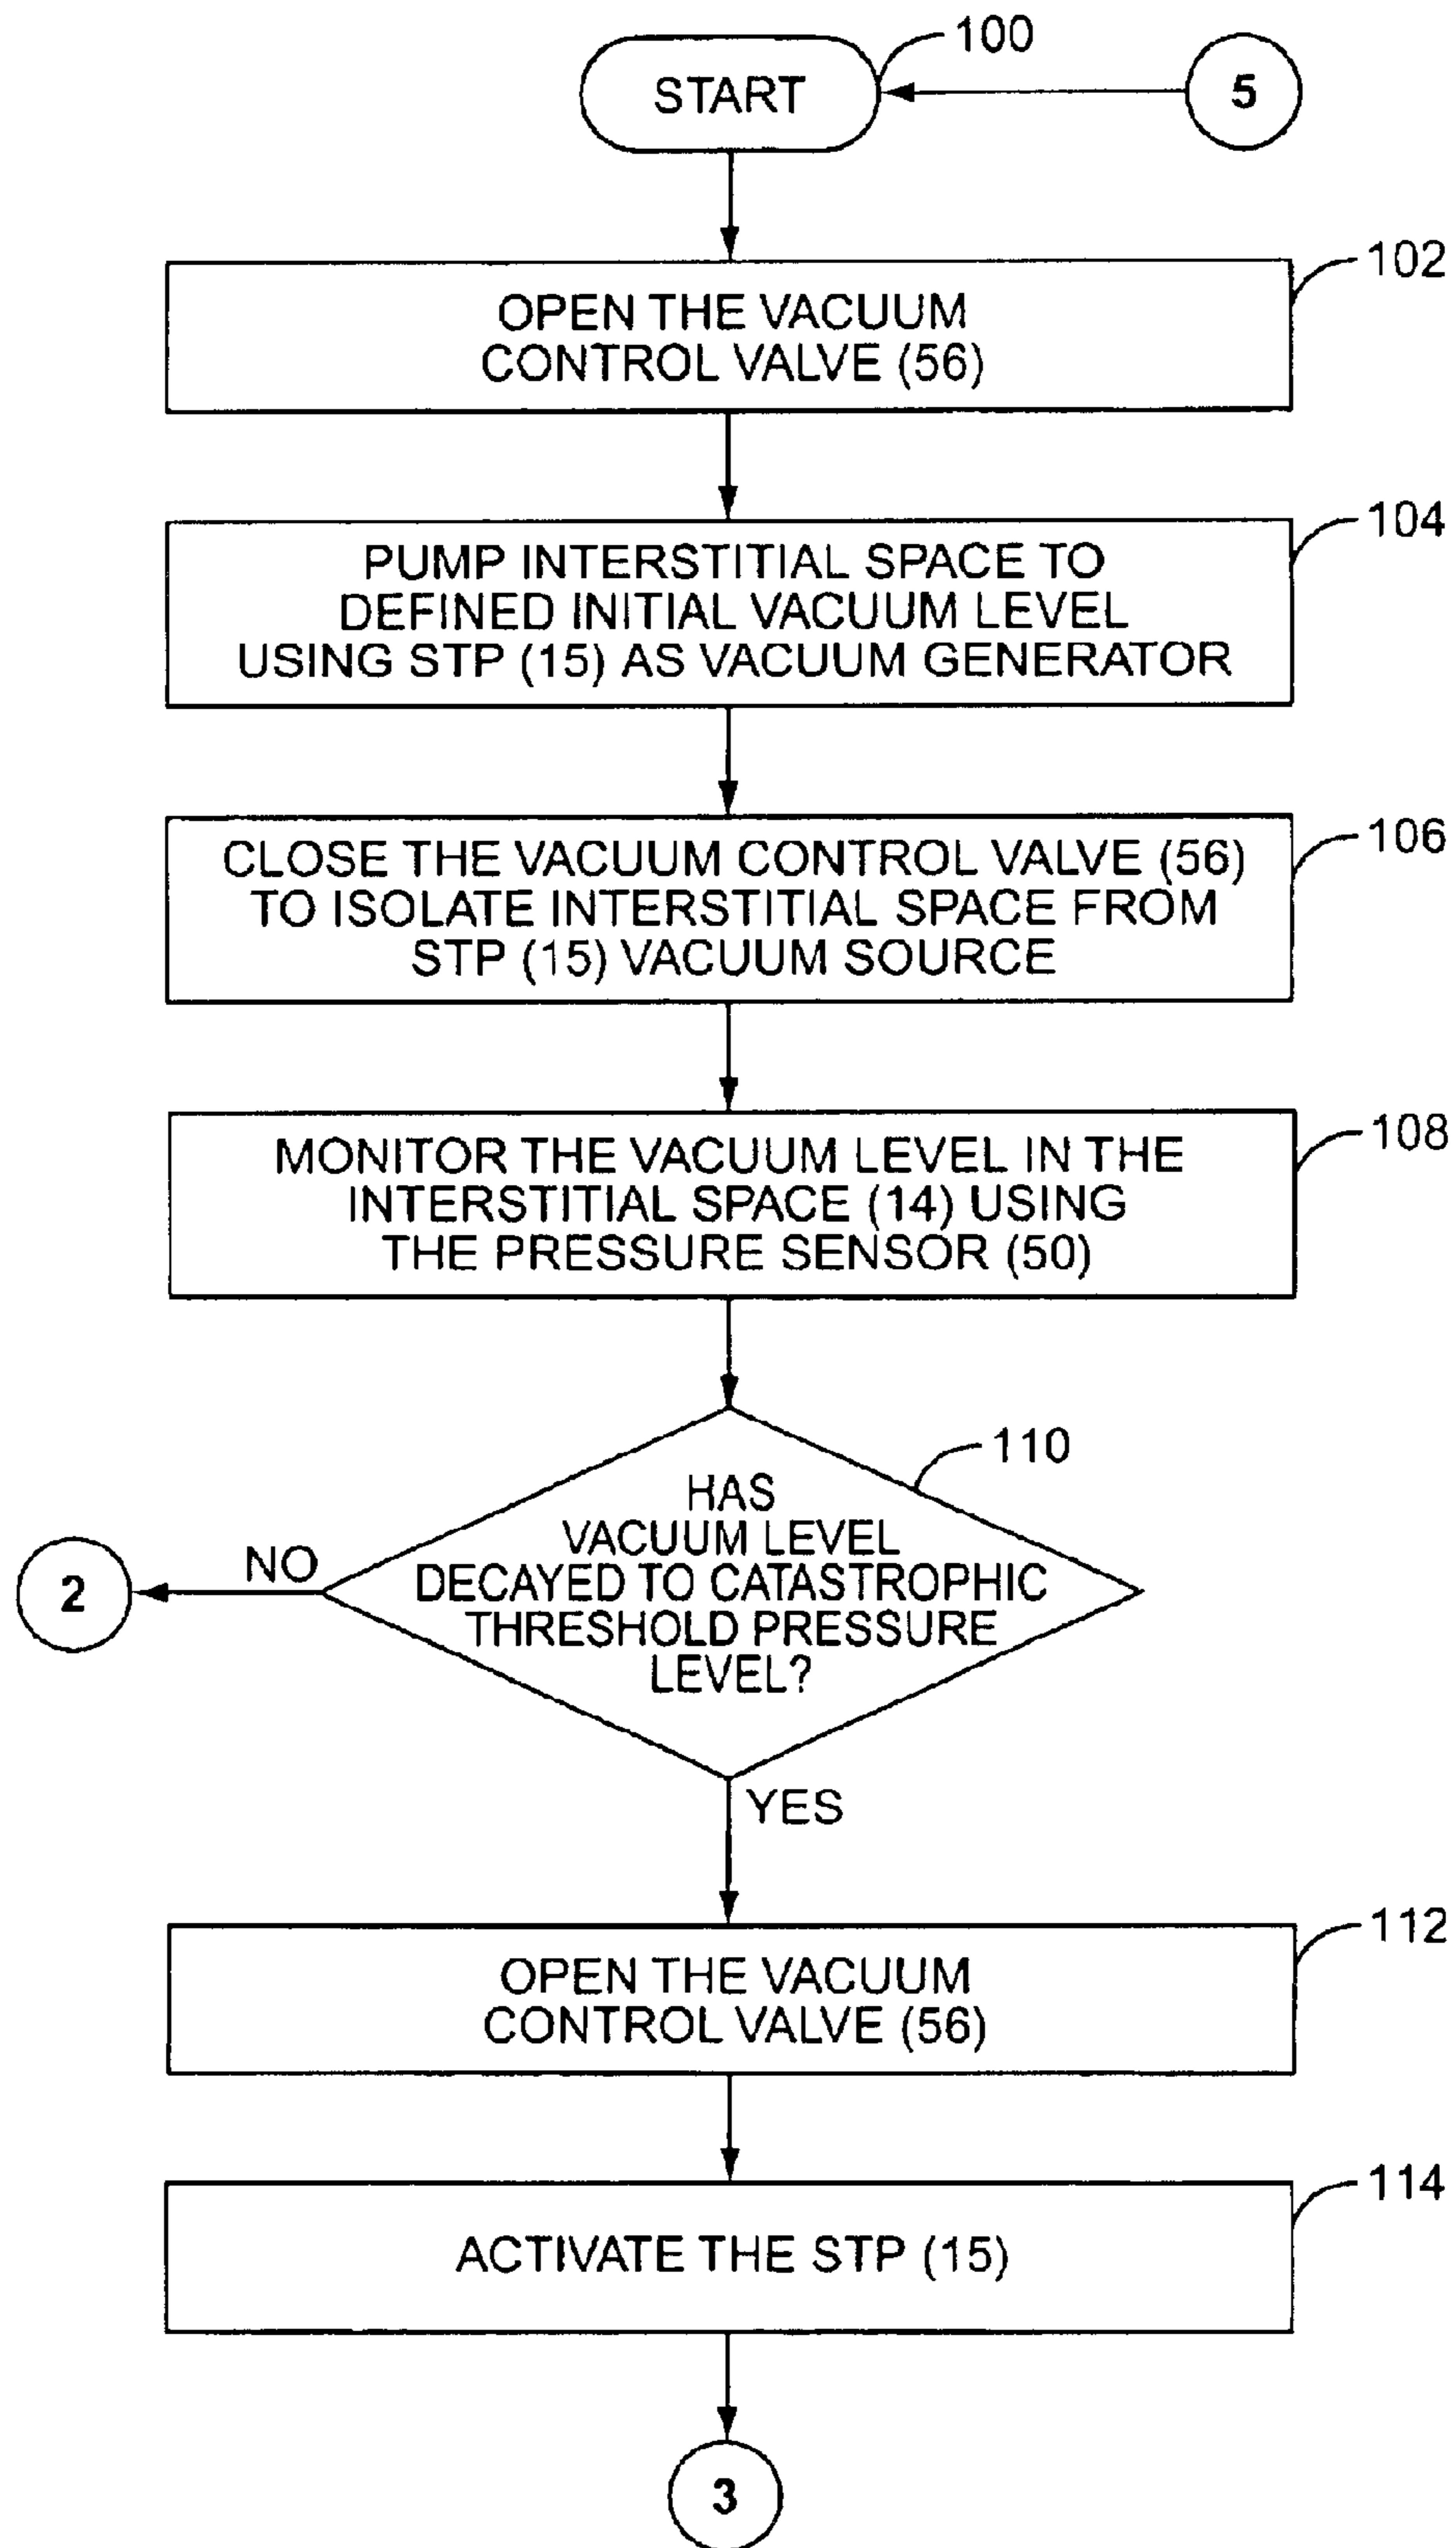 100
START
5
102
OPEN THE VACUUM
CONTROL VALVE (56)
104
PUMP INTERSTITIAL SPACE TO
DEFINED INITIAL VACUUM LEVEL
USING STP (15) AS VACUUM GENERATOR
106
CLOSE THE VACUUM CONTROL VALVE (56)
TO ISOLATE INTERSTITIAL SPACE FROM
STP (15) VACUUM SOURCE
108
MONITOR THE VACUUM LEVEL IN THE
INTERSTITIAL SPACE (14) USING
THE PRESSURE SENSOR (50)
110
HAS
VACUUM LEVEL
DECAYED TO CATASTROPHIC
THRESHOLD PRESSURE
LEVEL?
NO
2
YES
112
OPEN THE VACUUM
CONTROL VALVE (56)
114
ACTIVATE THE STP (15)
3